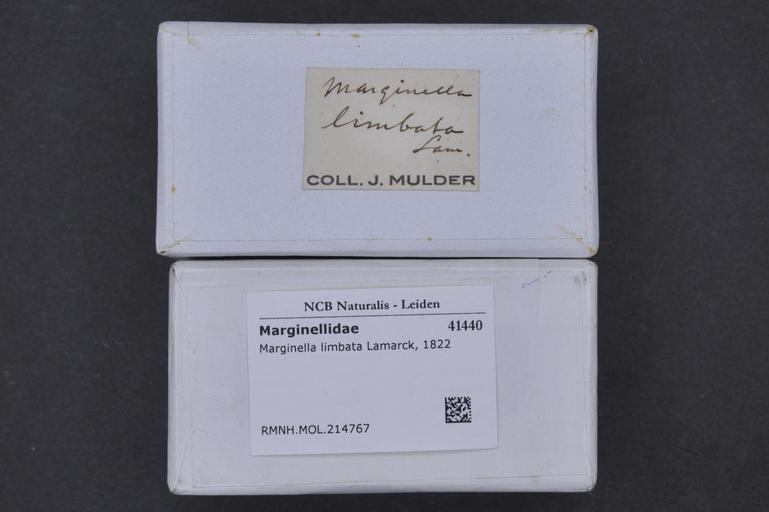 Marginella
limbata
Lam.
COLL. J. MULDER
NCB Naturalis - Leiden
Marginellidae 41440
Marginella limbata Lamarck, 1822
RMNH.MOL.214767